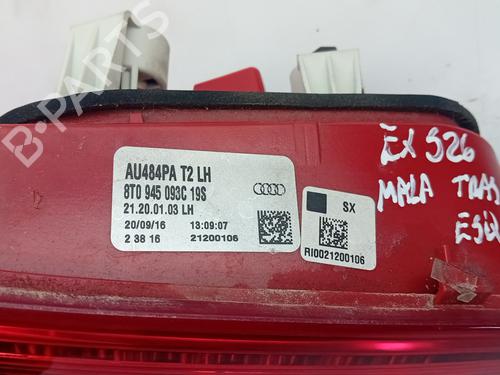 B-PARTS
AU484PA T2 LH
8T0 945 093C 19S
21.20.01.03 LH
20/09/16 13:09:07
2 38 16 21200106
SX
RI0021200106
EX 526
MALA TRAS
ESQ